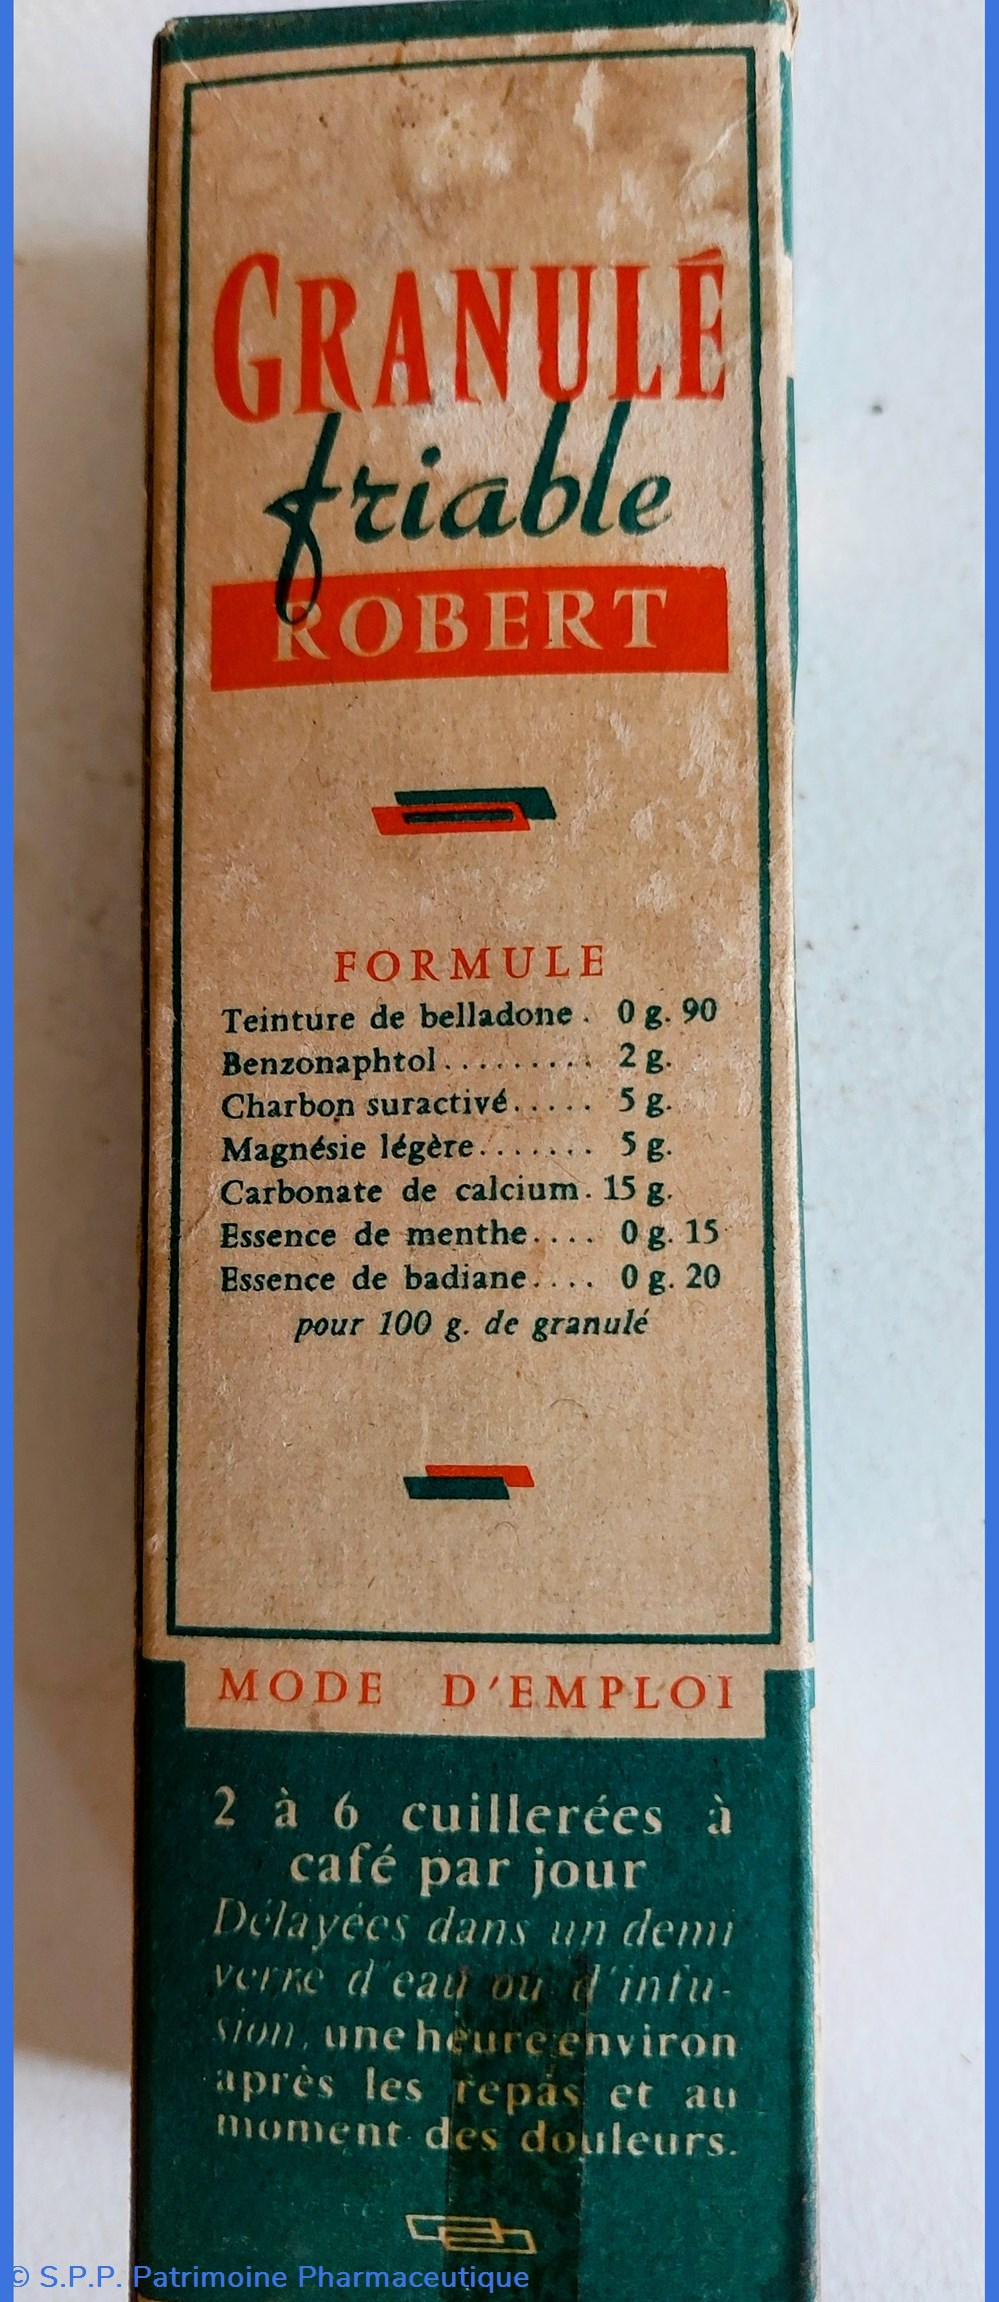 GRANULÉ
friable
ROBERT
FORMULE
Teinture de belladone . 0 g. 90
Benzonaphtol ......... 2 g.
Charbon suractivé ..... 5 g.
Magnésie légère ....... 5 g.
Carbonate de calcium . 15 g.
Essence de menthe .... 0 g. 15
Essence de badiane .... 0 g. 20
pour 100 g. de granulé
MODE D'EMPLOI
2 à 6 cuillerées à
café par jour
Délayées dans un demi
verre d'eau ou d'infu-
sion, une heure environ
après les repas et au
moment des douleurs.
© S.P.P. Patrimoine Pharmaceutique